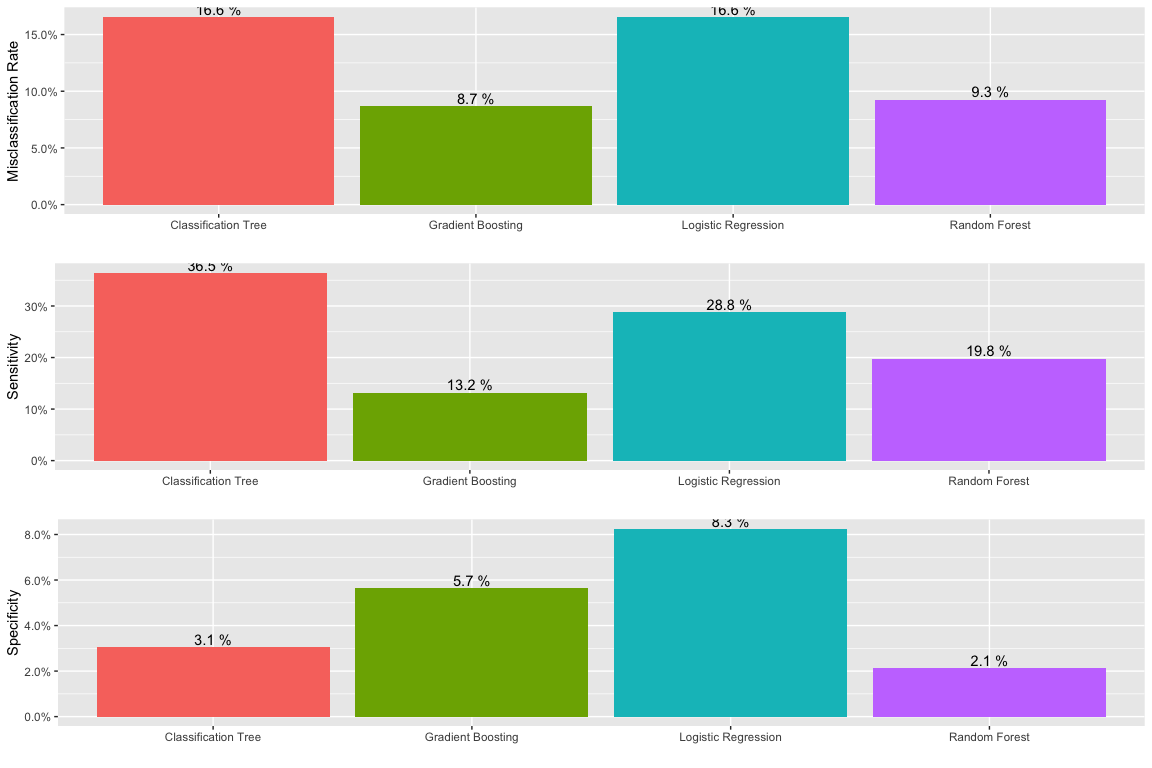 Misclassification Rate
16.6 %
8.7 %
16.6 %
9.3 %
15.0%
10.0%
5.0%
0.0%
Classification Tree
Gradient Boosting
Logistic Regression
Random Forest
Sensitivity
36.5 %
13.2 %
28.8 %
19.8 %
30%
20%
10%
0%
Classification Tree
Gradient Boosting
Logistic Regression
Random Forest
Specificity
3.1 %
5.7 %
8.3 %
2.1 %
8.0%
6.0%
4.0%
2.0%
0.0%
Classification Tree
Gradient Boosting
Logistic Regression
Random Forest